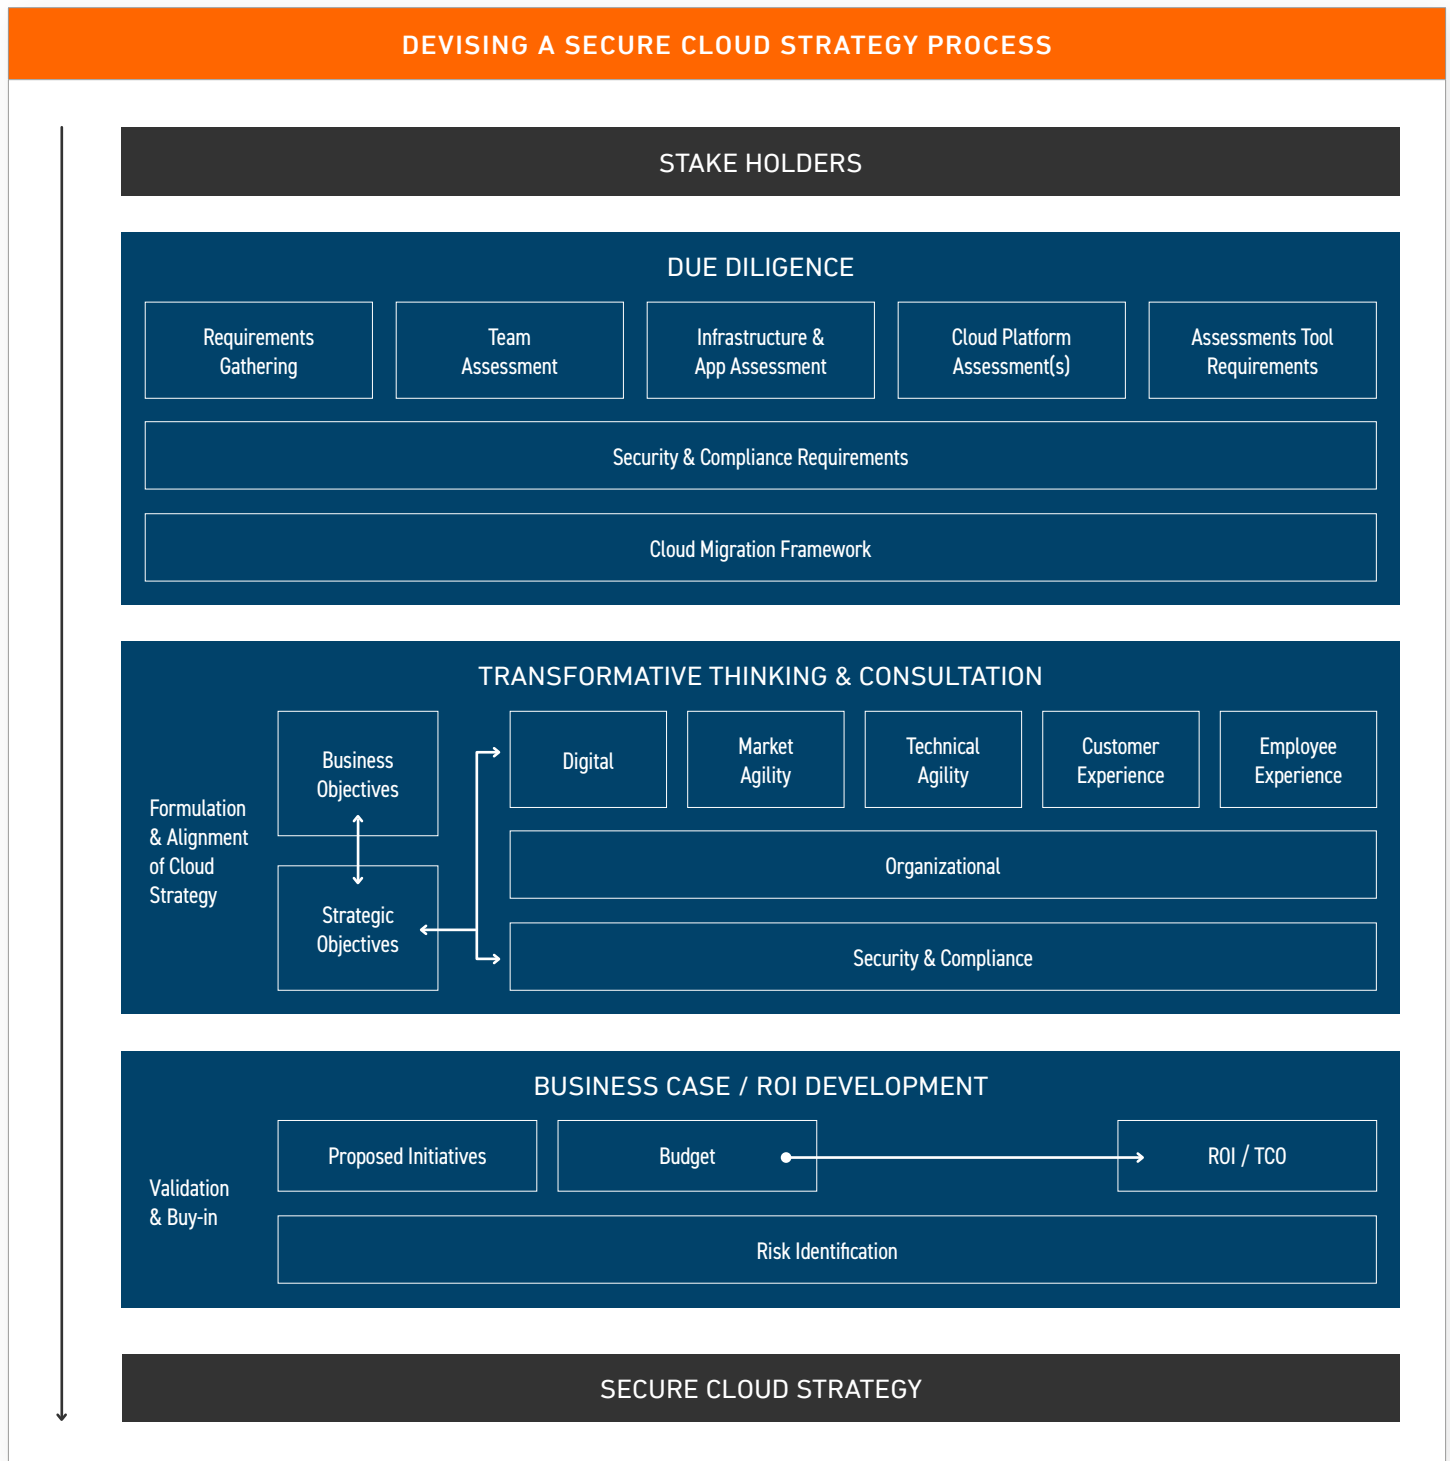 DEVISING A SECURE CLOUD STRATEGY PROCESS
STAKE HOLDERS
DUE DILIGENCE
Requirements
Gathering
Team
Assessment
Infrastructure &
App Assessment
Cloud Platform
Assessment(s)
Assessments Tool
Requirements
Security & Compliance Requirements
Cloud Migration Framework
TRANSFORMATIVE THINKING & CONSULTATION
Formulation
& Alignment
of Cloud
Strategy
Business
Objectives
Strategic
Objectives
Digital
Market
Agility
Technical
Agility
Customer
Experience
Employee
Experience
Organizational
Security & Compliance
BUSINESS CASE / ROI DEVELOPMENT
Validation
& Buy-in
Proposed Initiatives
Budget
ROI / TCO
Risk Identification
SECURE CLOUD STRATEGY